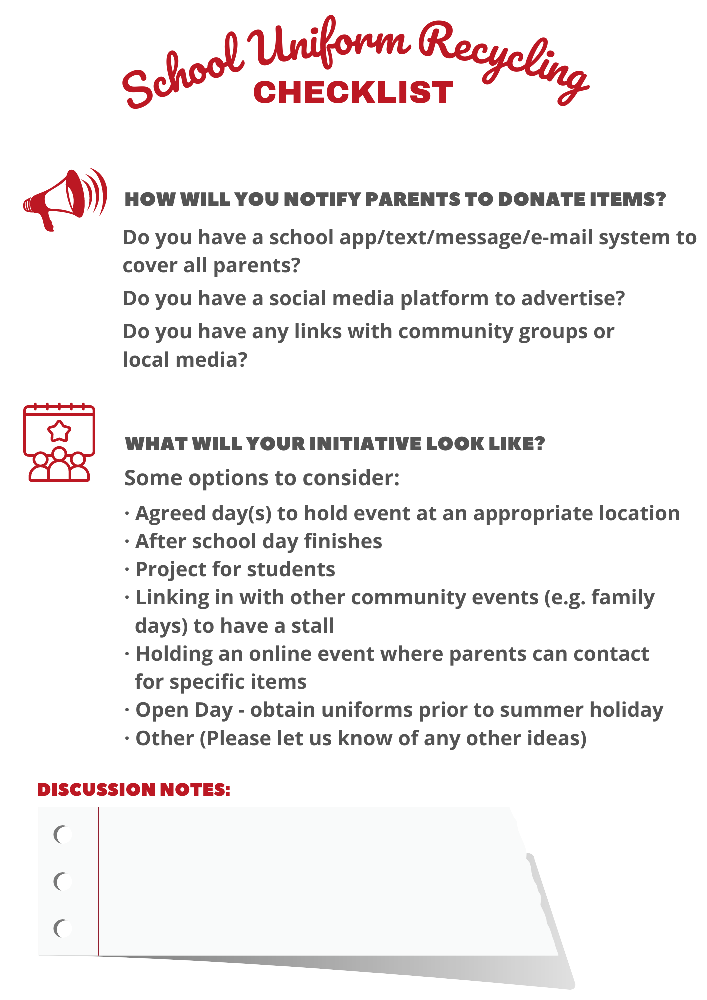 School Uniform Recycling
CHECKLIST
HOW WILL YOU NOTIFY PARENTS TO DONATE ITEMS?
Do you have a school app/text/message/e-mail system to
cover all parents?
Do you have a social media platform to advertise?
Do you have any links with community groups or
local media?
WHAT WILL YOUR INITIATIVE LOOK LIKE?
Some options to consider:
· Agreed day(s) to hold event at an appropriate location
· After school day finishes
· Project for students
· Linking in with other community events (e.g. family
days) to have a stall
· Holding an online event where parents can contact
for specific items
· Open Day - obtain uniforms prior to summer holiday
· Other (Please let us know of any other ideas)
DISCUSSION NOTES: